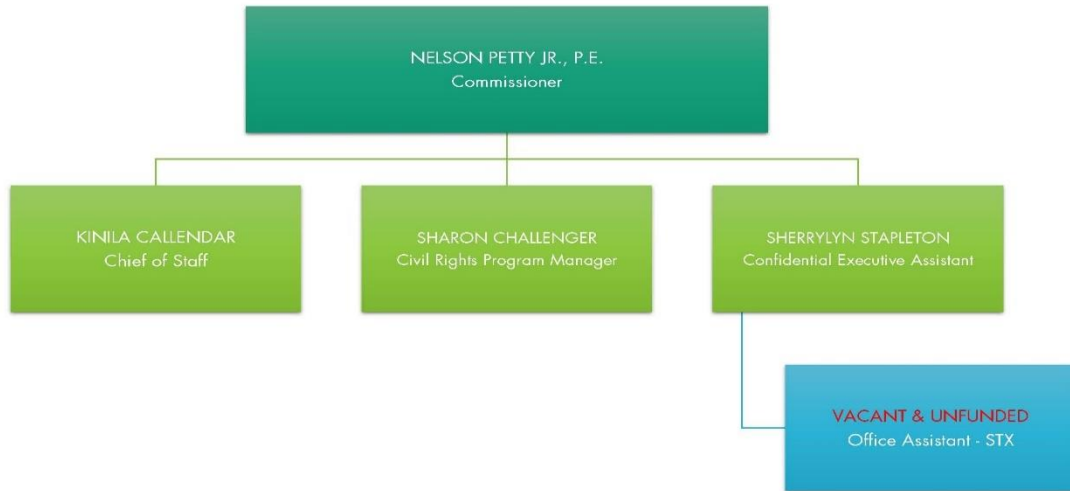 NELSON PETTY JR., P.E.
Commissioner
KINILA CALLENDAR
Chief of Staff
SHARON CHALLENGER
Civil Rights Program Manager
SHERRYLYN STAPLETON
Confidential Executive Assistant
VACANT & UNFUNDED
Office Assistant - STX